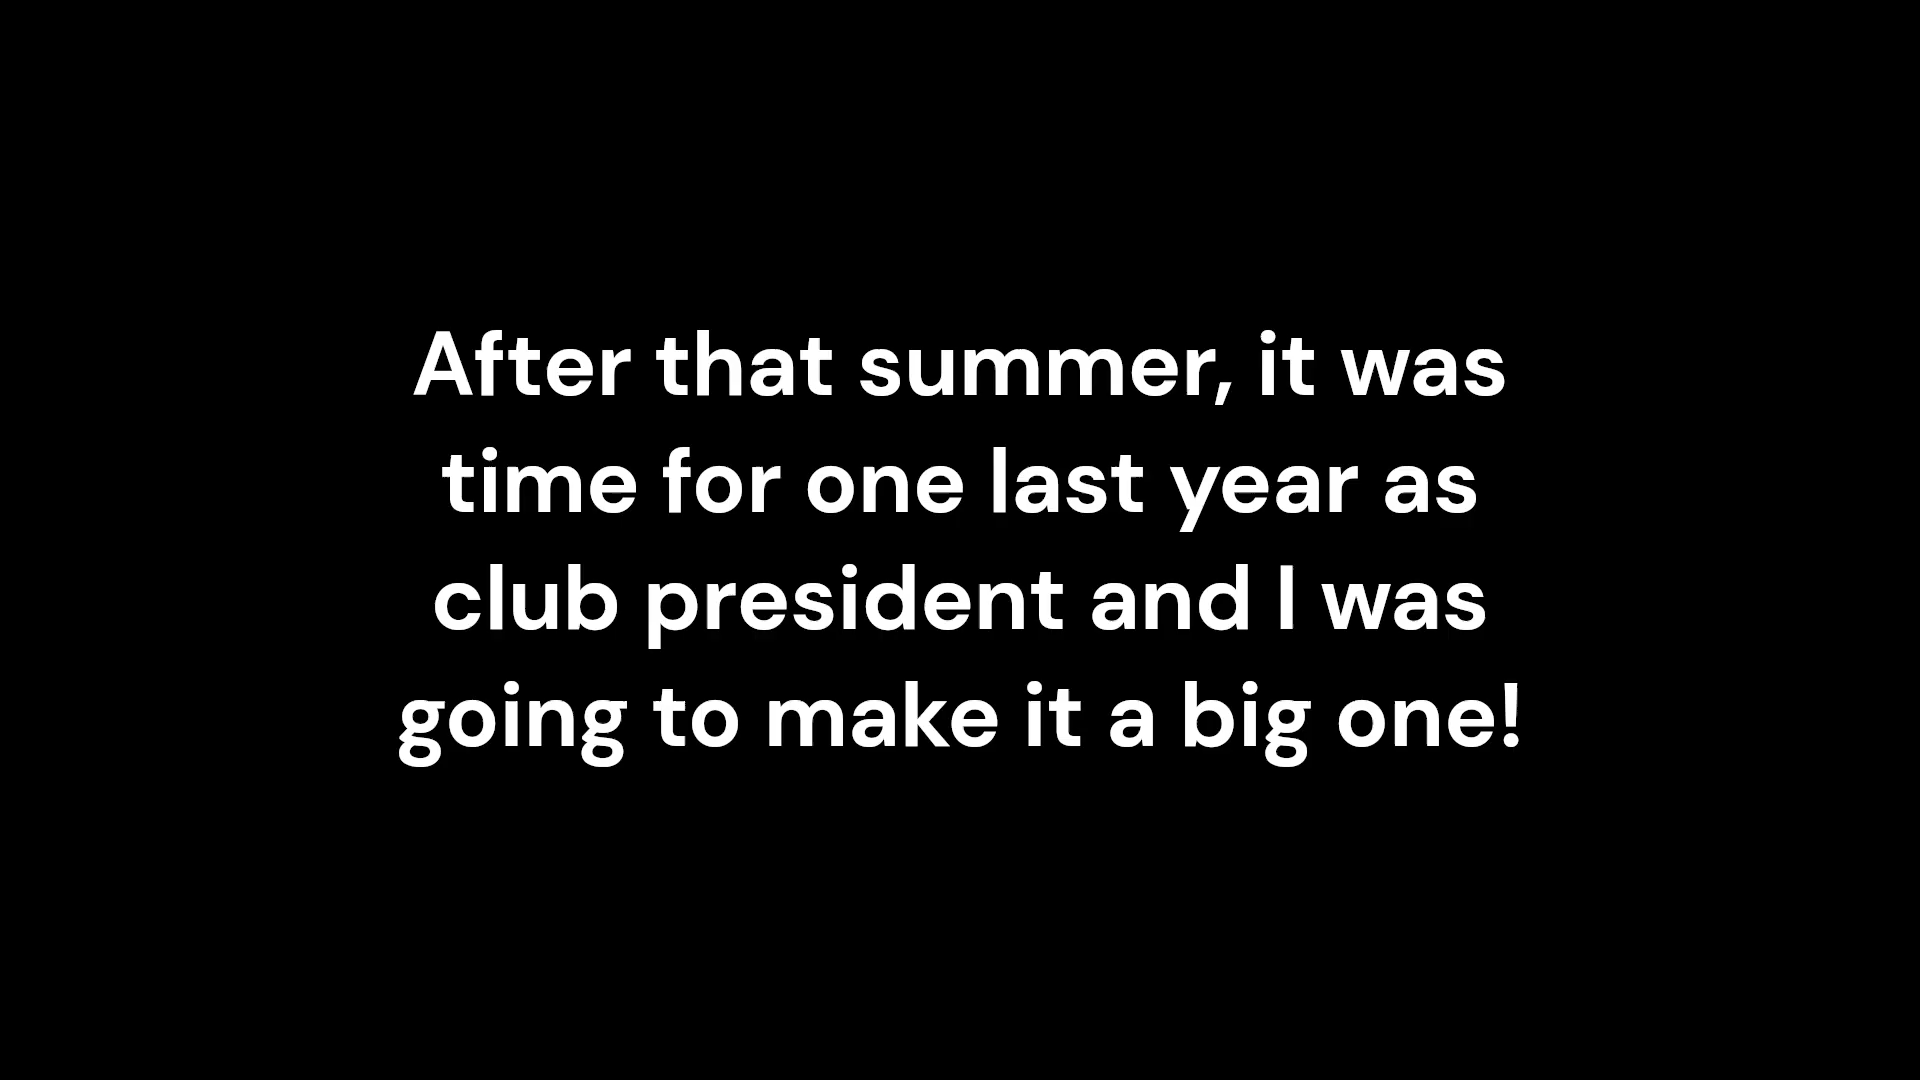 After that summer, it was
time for one last year as
club president and I was
going to make it a big one!